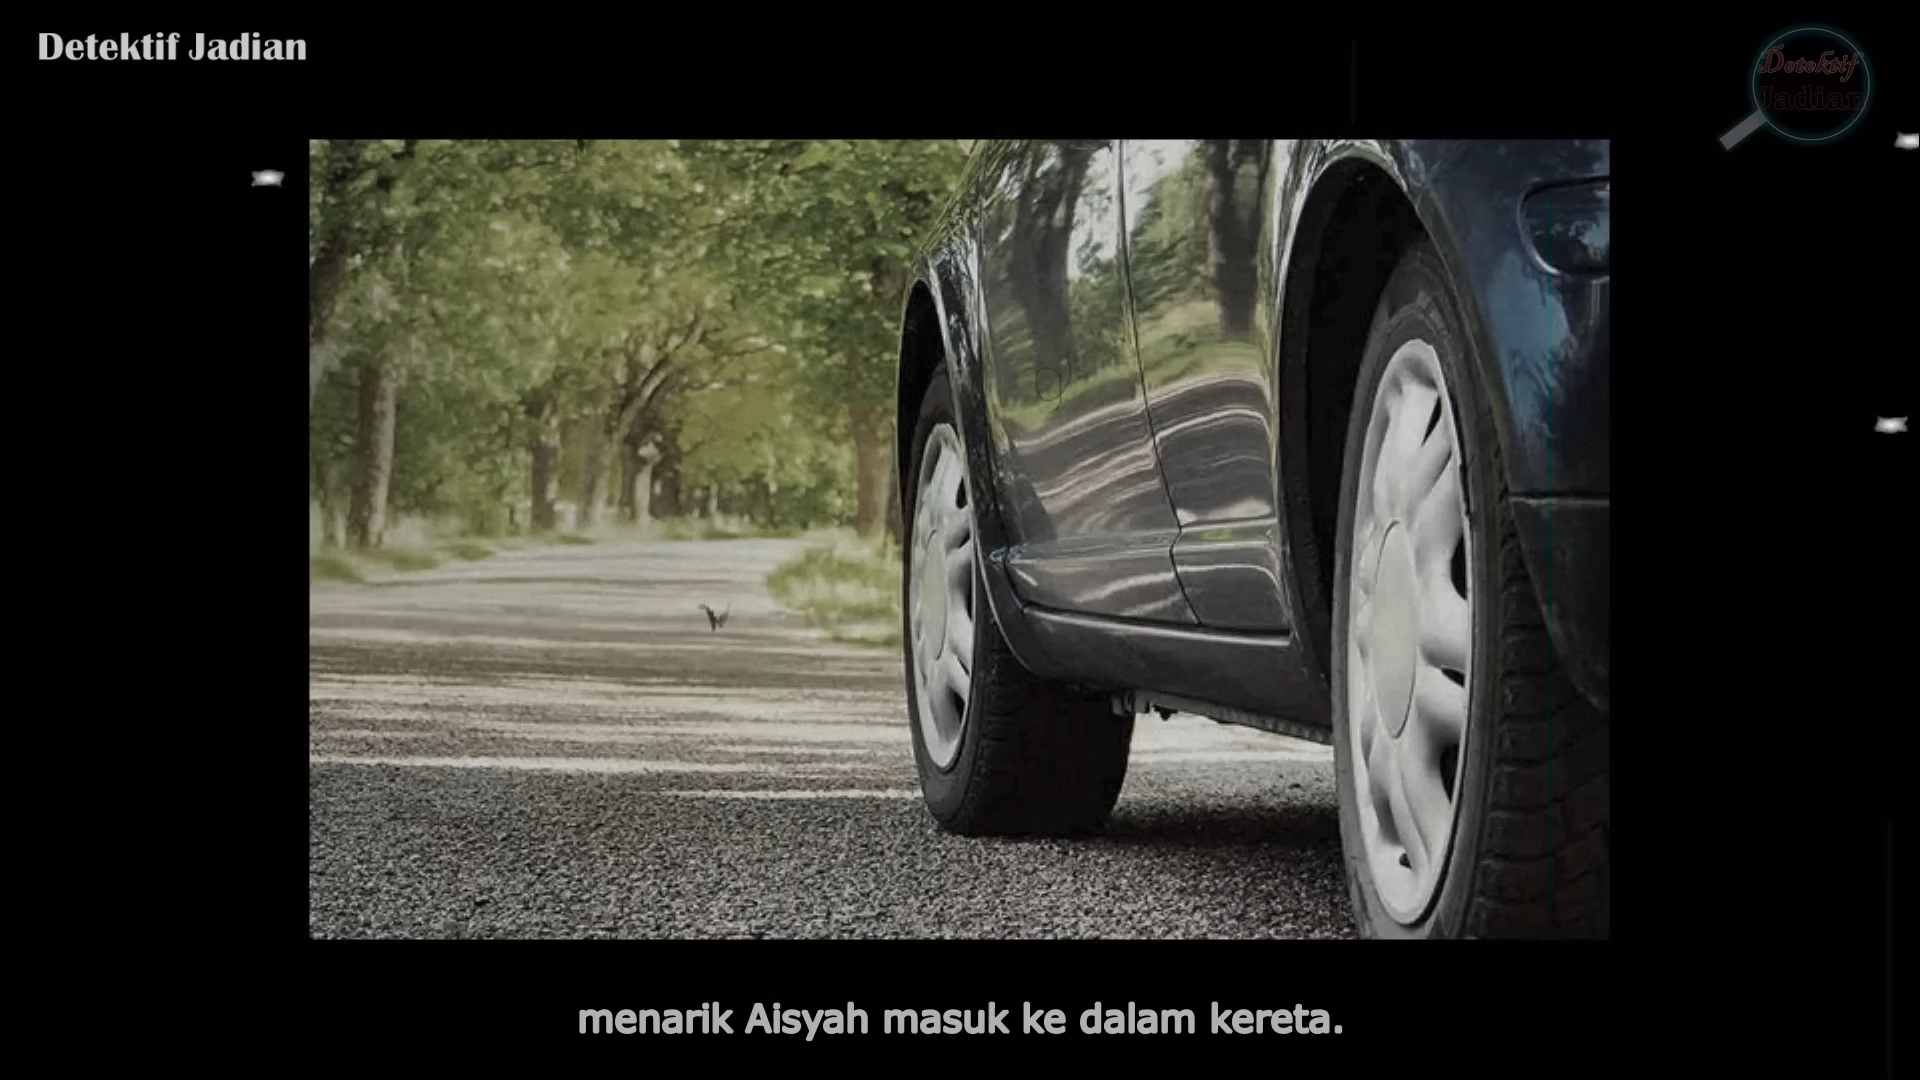 Detektif Jadian
Detektif
Jadian
menarik Aisyah masuk ke dalam kereta.